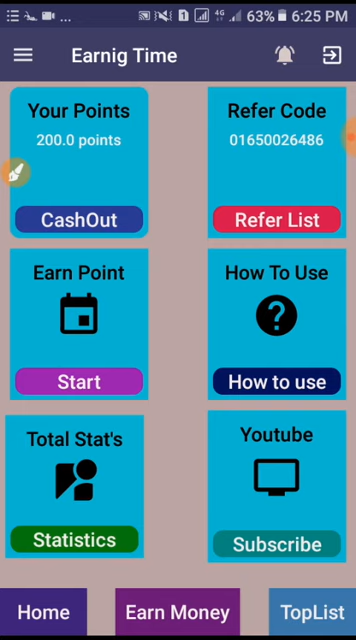 4G 63% 6:25 PM
Earnig Time
Your Points
200.0 points
CashOut
Refer Code
01650026486
Refer List
Earn Point
Start
How To Use
How to use
Total Stat's
Statistics
Youtube
Subscribe
Home
Earn Money
TopList